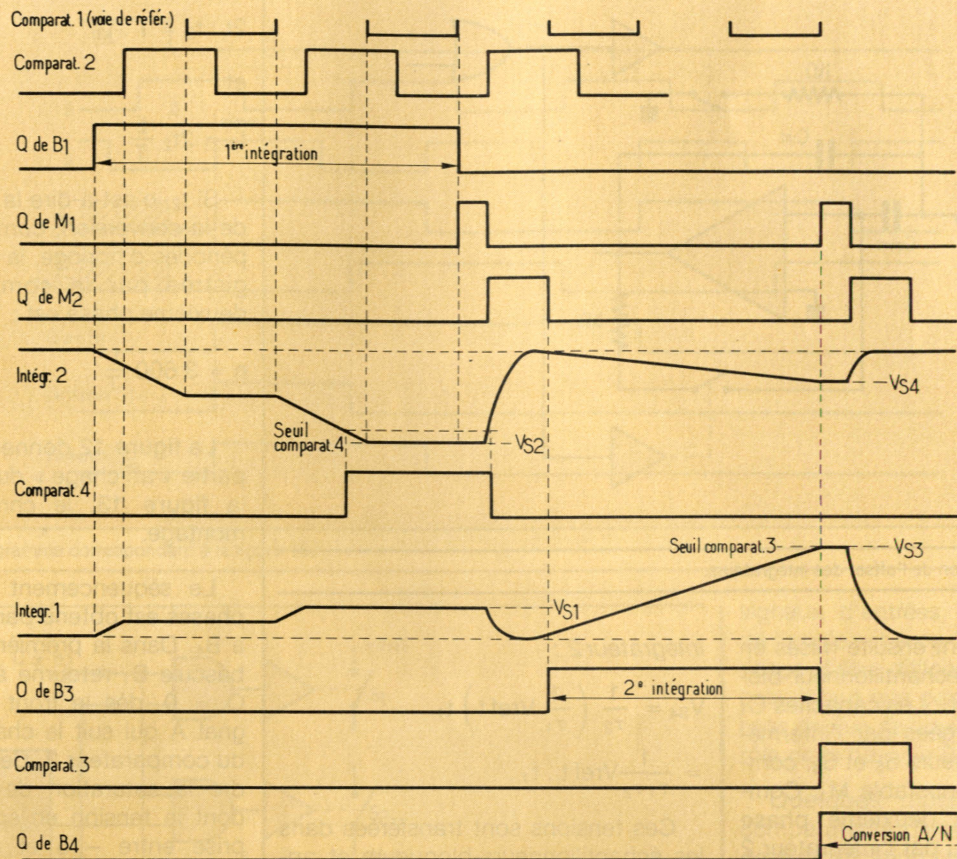 Comparat.1 (voie de référ.)
Comparat. 2
Q de B1
1ère intégration
Q de M1
Q de M2
Intégr. 2
VS4
Seuil
comparat.4
VS2
Comparat.4
Seuil comparat.3
VS3
Integr.1
VS1
Q de B3
2e intégration
Comparat.3
Q de B4
Conversion A/N